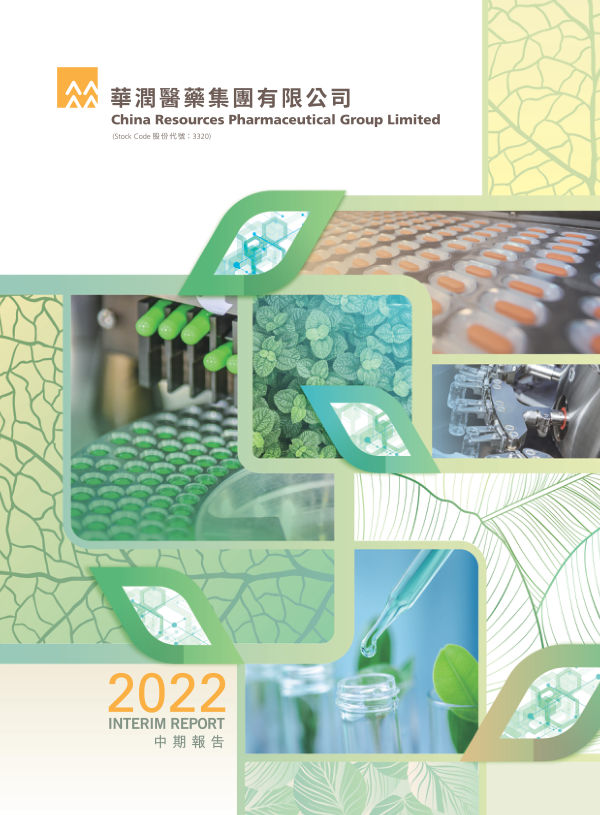 華潤醫藥集團有限公司
China Resources Pharmaceutical Group Limited
(Stock Code 股份代號：3320)
2022
INTERIM REPORT
中期報告